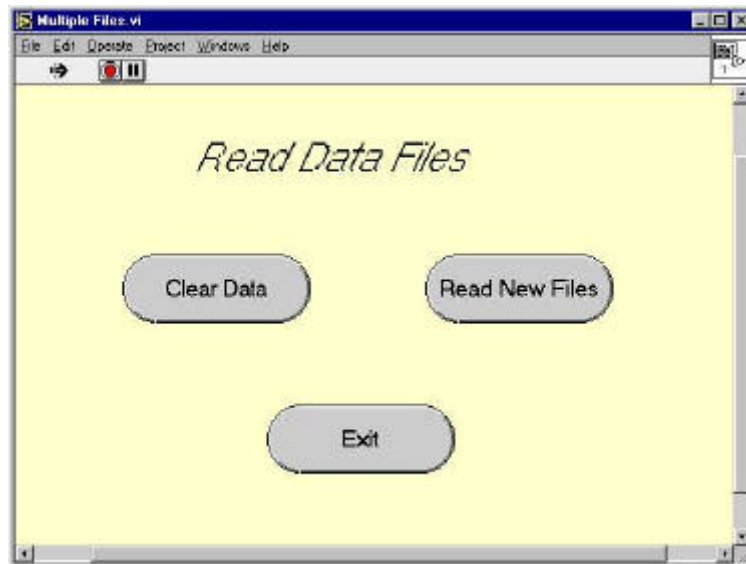 Multiple Files.vi
File Edit Operate Project Windows Help
Read Data Files
Clear Data
Read New Files
Exit